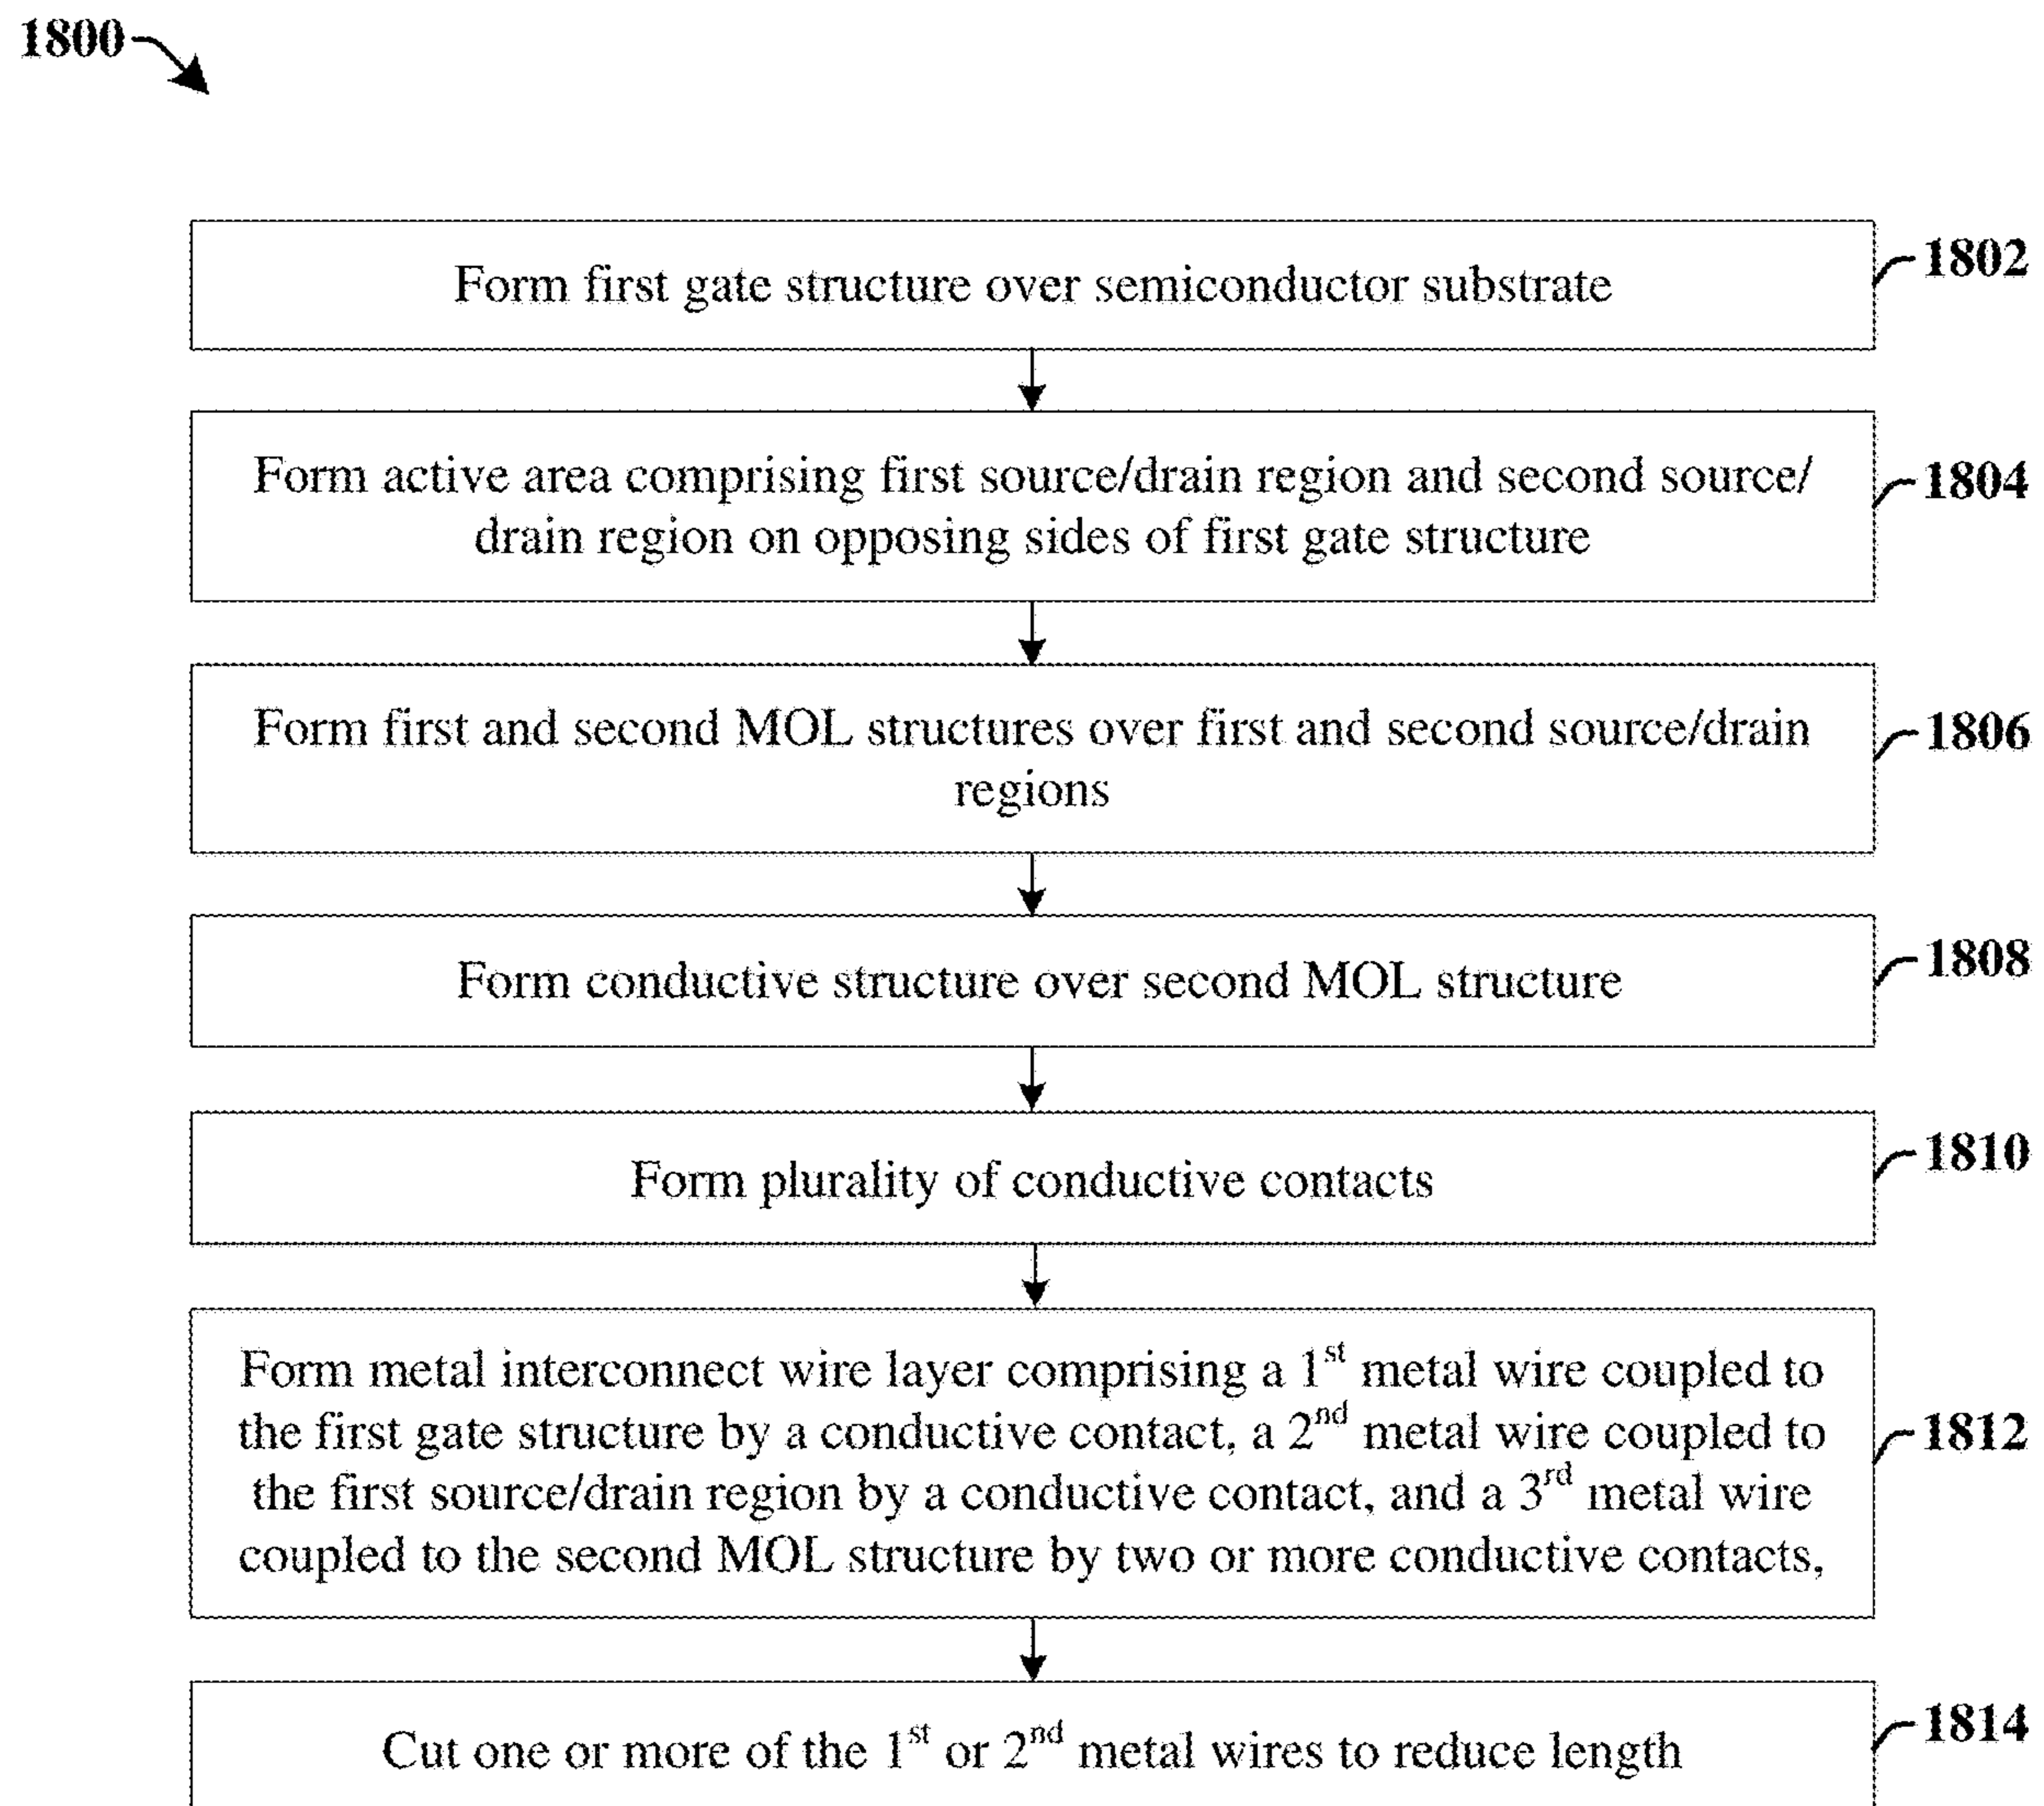 1800
Form first gate structure over semiconductor substrate
1802
Form active area comprising first source/drain region and second source/
drain region on opposing sides of first gate structure
1804
Form first and second MOL structures over first and second source/drain
regions
1806
Form conductive structure over second MOL structure
1808
Form plurality of conductive contacts
1810
Form metal interconnect wire layer comprising a 1st metal wire coupled to
the first gate structure by a conductive contact, a 2nd metal wire coupled to
the first source/drain region by a conductive contact, and a 3rd metal wire
coupled to the second MOL structure by two or more conductive contacts,
1812
Cut one or more of the 1st or 2nd metal wires to reduce length
1814